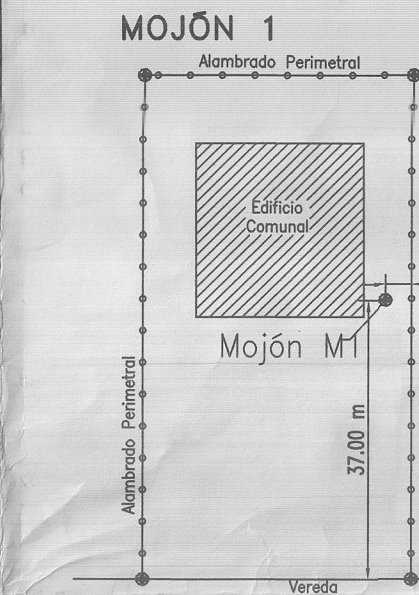 MOJÓN 1
Alambrado Perimetral
Edificio
Comunal
Mojón M1
Alambrado Perimetral
37.00 m
Vereda